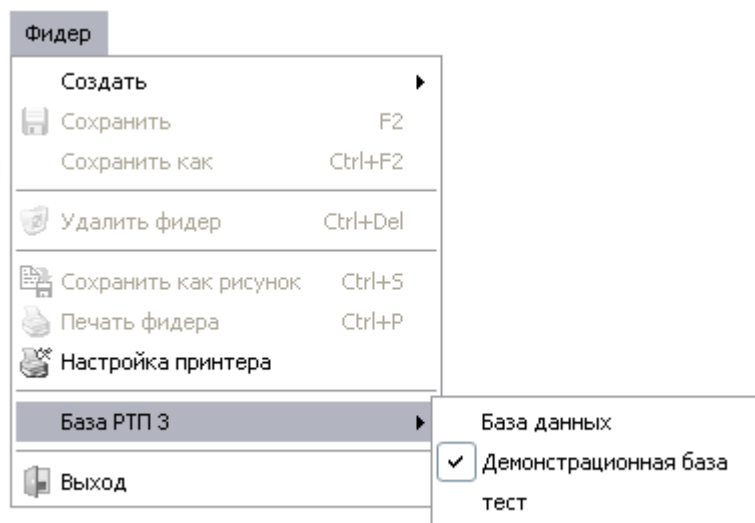 Фидер
Создать
Сохранить F2
Сохранить как Ctrl+F2
Удалить фидер Ctrl+Del
Сохранить как рисунок Ctrl+S
Печать фидера Ctrl+P
Настройка принтера
База РТП 3
База данных
Демонстрационная база
тест
Выход